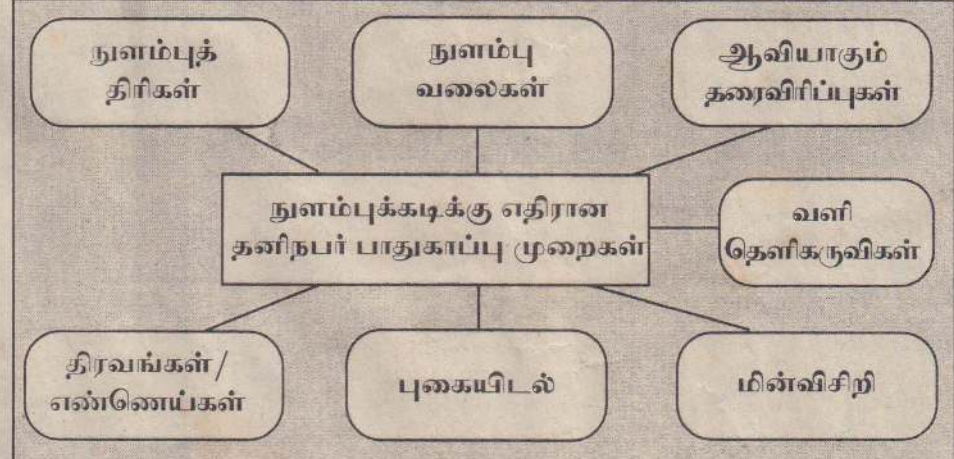 நுளம்புத்
திரிகள்
நுளம்பு
வலைகள்
ஆவியாகும்
தரைவிரிப்புகள்
நுளம்புக்கடிக்கு எதிரான
தனிநபர் பாதுகாப்பு முறைகள்
வளி
தெளிகருவிகள்
திரவங்கள்/
எண்ணெய்கள்
புகையிடல்
மின்விசிறி